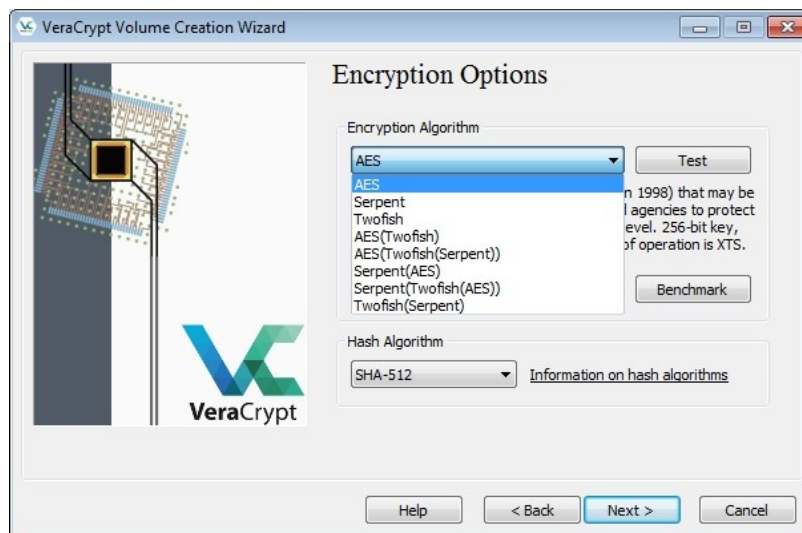 VeraCrypt Volume Creation Wizard
Encryption Options
Encryption Algorithm
AES
Test
AES
Serpent
Twofish
AES(Twofish)
AES(Twofish(Serpent))
Serpent(AES)
Serpent(Twofish(AES))
Twofish(Serpent)
n 1998) that may be
l agencies to protect
evel. 256-bit key,
of operation is XTS.
Benchmark
Hash Algorithm
SHA-512
Information on hash algorithms
VeraCrypt
Help
< Back
Next >
Cancel